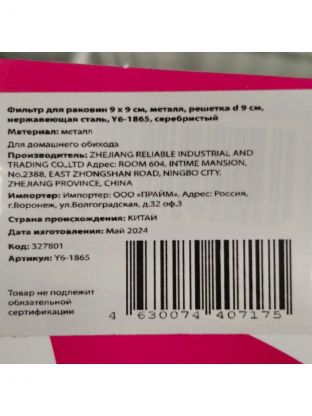 Фильтр для раковин 9 х 9 см, металл, решетка d 9 см,
нержавеющая сталь, Y6-1865, серебристый
Материал: металл
Для домашнего обихода
Производитель: ZHEJIANG RELIABLE INDUSTRIAL AND
TRADING CO.,LTD Адрес: ROOM 604, INTIME MANSION,
No.2388, EAST ZHONGSHAN ROAD, NINGBO CITY.
ZHEJIANG PROVINCE, CHINA
Импортер: Импортер: ООО «ПРАЙМ». Адрес: Россия,
г.Воронеж, ул.Волгоградская, д.32 оф.3
Страна происхождения: КИТАЙ
Дата изготовления: Май 2024
Код: 327801
Артикул: Y6-1865
Товар не подлежит
обязательной
сертификации
4 630074 407175